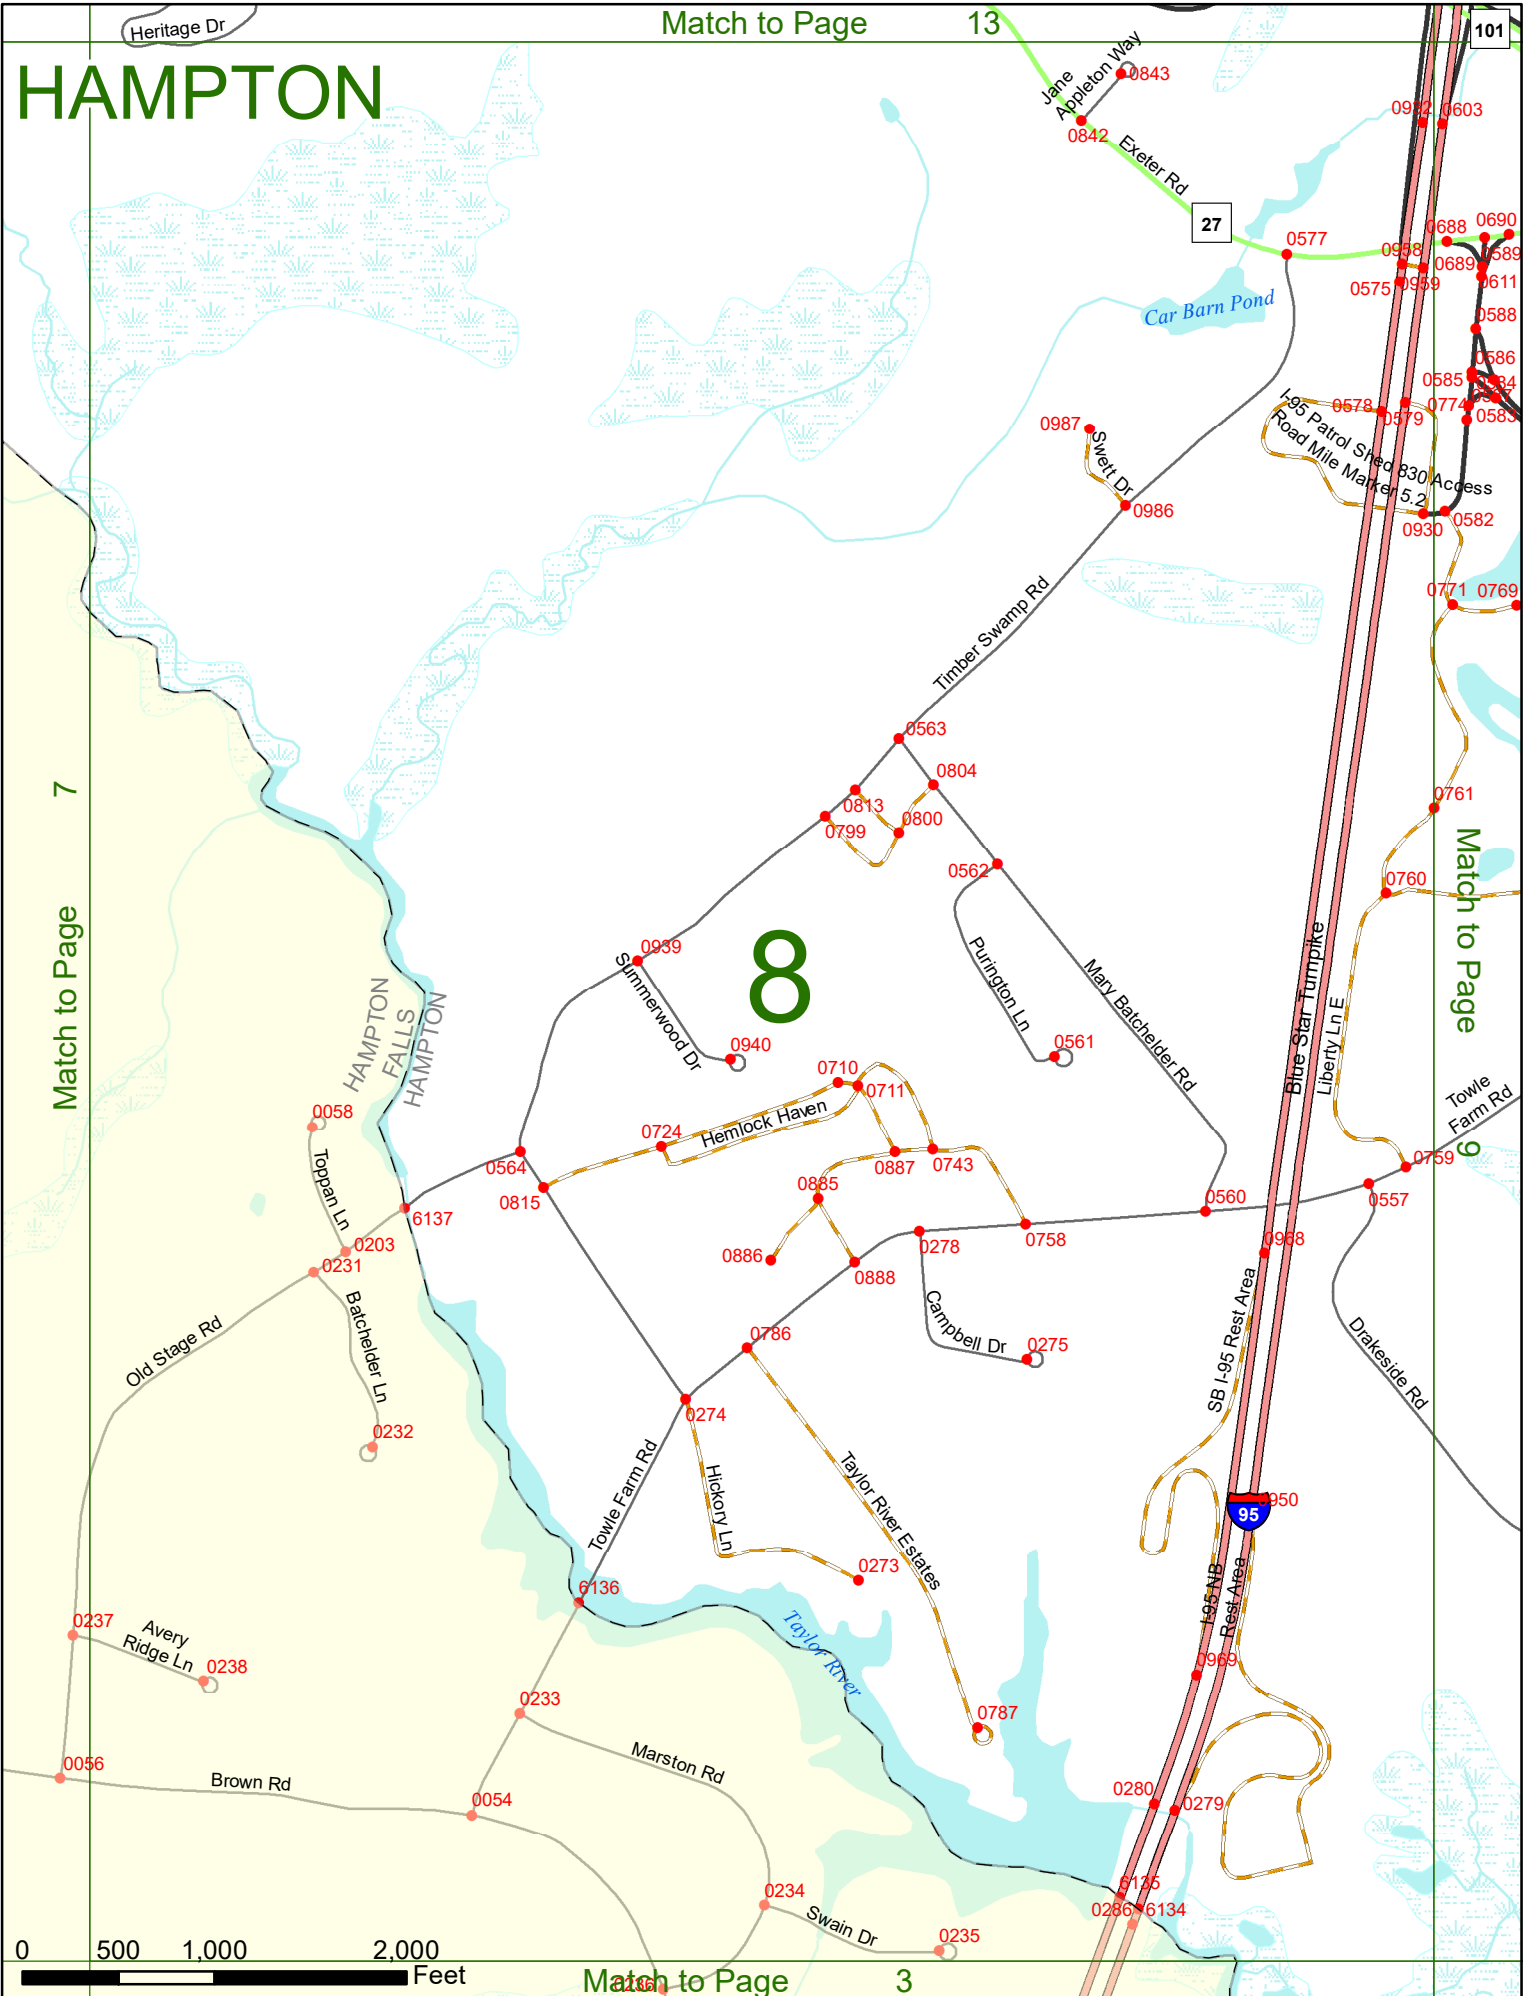 Match to Page 13
Heritage Dr
101
HAMPTON
Jane
Appleton Way
0843
0842
0932
0603
Exeter Rd
27
0577
0688
0690
0958
0689
0589
0575
0959
0611
Car Barn Pond
0588
0586
0585
0584
0578
0579
0774
0583
I-95 Patrol Shed 830 Access
Road Mile Marker 5.2
0987
Swett Dr
0986
0930
0582
0771
0769
Timber Swamp Rd
0563
0804
0813
0799
0800
0761
7
Match to Page
0562
0760
Match to Page
9
0939
Summerwood Dr
8
Purington Ln
Mary Batchelder Rd
Blue Star Turnpike
Liberty Ln E
HAMPTON
FALLS
HAMPTON
0940
0561
0710
0711
Towle
Farm Rd
0058
Hemlock Haven
0724
0564
0887
0743
0759
Toppan Ln
0815
0885
0557
6137
0560
0203
0278
0758
0968
0231
0886
0888
Old Stage Rd
Batchelder Ln
Campbell Dr
SB I-95 Rest Area
0786
0275
Drakeside Rd
0274
0232
Towle Farm Rd
Hickory Ln
Taylor River Estates
0950
95
0273
I-95 NB
Rest Area
6136
0237
Avery
Ridge Ln
0238
Taylor River
0969
0233
0787
Marston Rd
0056
Brown Rd
0054
0280
0279
0234
6135
0286
6134
Swain Dr
0235
0 500 1,000 2,000
Feet
0236
Match to Page 3